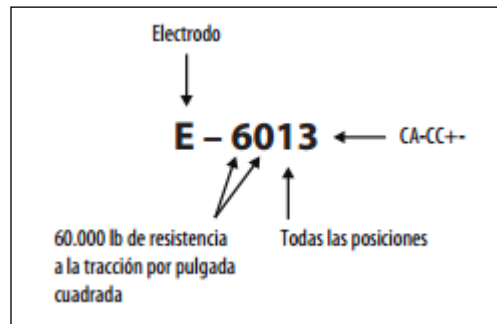 Electrodo
E – 6013
CA-CC+-
60.000 lb de resistencia
a la tracción por pulgada
cuadrada
Todas las posiciones